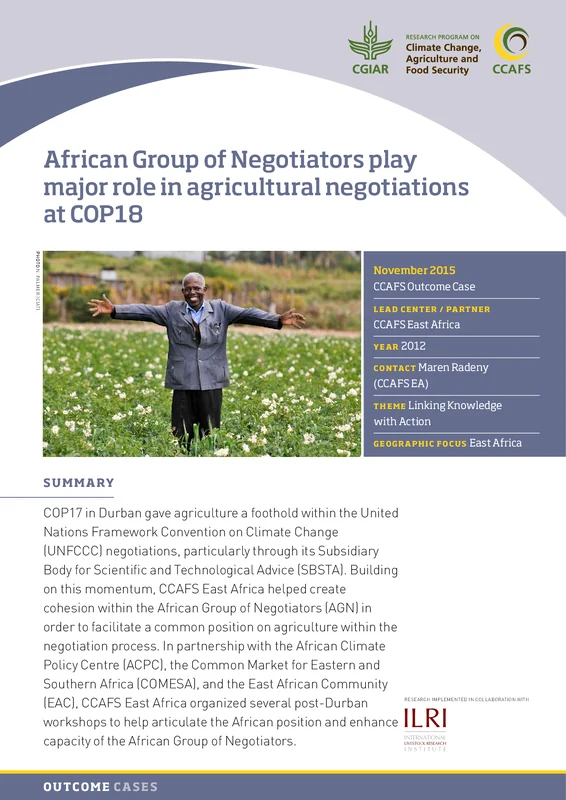 RESEARCH PROGRAM ON
Climate Change,
Agriculture and
Food Security
CGIAR
CCAFS
African Group of Negotiators play
major role in agricultural negotiations
at COP18
PHOTO N. PALMER (CIAT)
November 2015
CCAFS Outcome Case
LEAD CENTER / PARTNER
CCAFS East Africa
YEAR 2012
CONTACT Maren Radeny
(CCAFS EA)
THEME Linking Knowledge
with Action
GEOGRAPHIC FOCUS East Africa
SUMMARY
COP17 in Durban gave agriculture a foothold within the United
Nations Framework Convention on Climate Change
(UNFCCC) negotiations, particularly through its Subsidiary
Body for Scientific and Technological Advice (SBSTA). Building
on this momentum, CCAFS East Africa helped create
cohesion within the African Group of Negotiators (AGN) in
order to facilitate a common position on agriculture within the
negotiation process. In partnership with the African Climate
Policy Centre (ACPC), the Common Market for Eastern and
Southern Africa (COMESA), and the East African Community
(EAC), CCAFS East Africa organized several post-Durban
workshops to help articulate the African position and enhance
capacity of the African Group of Negotiators.
RESEARCH IMPLEMENTED IN COLLABORATION WITH
ILRI
INTERNATIONAL
LIVESTOCK RESEARCH
INSTITUTE
OUTCOME CASES